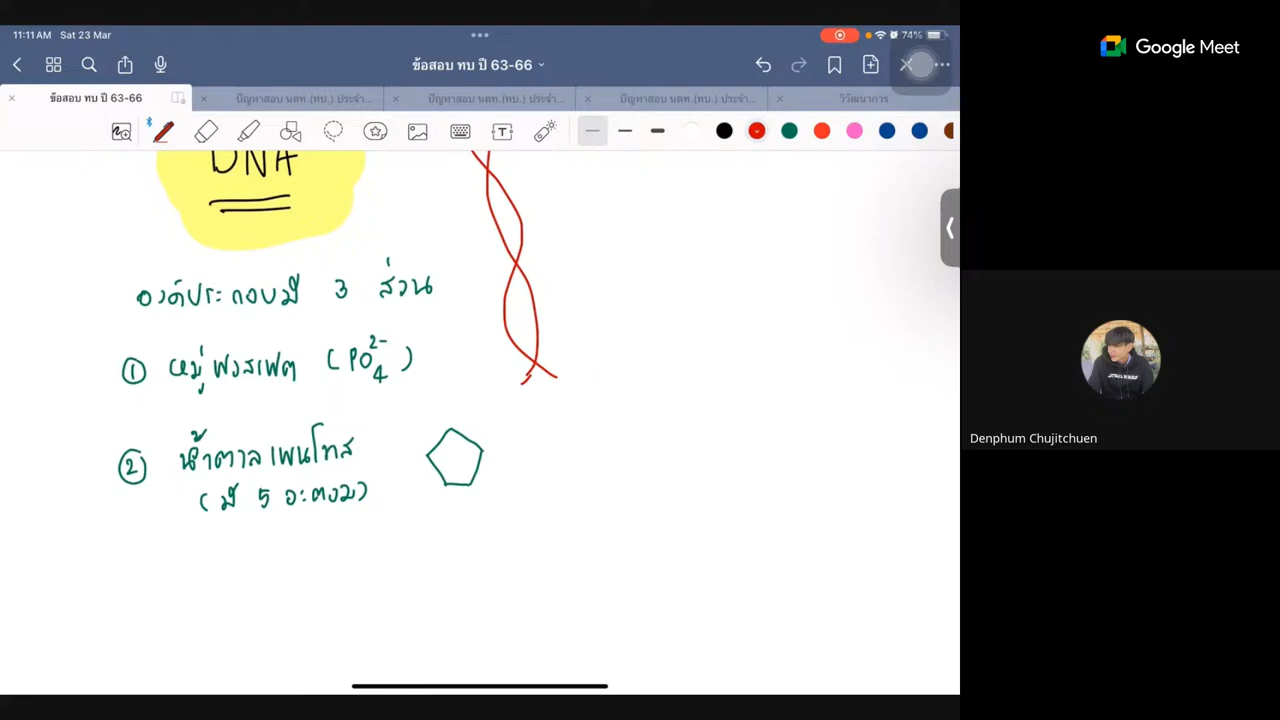 11:11 AM Sat 23 Mar
74%
Google Meet
ข้อสอบ ทบ ปี 63-66
ข้อสอบ ทบ ปี 63-66
ปัญหาสอบ นตท.(ทบ.) ประจำ...
ปัญหาสอบ นตท.(ทบ.) ประจำ...
ปัญหาสอบ นตท.(ทบ.) ประจำ...
วิวัฒนาการ
DNA
องค์ประกอบมี 3 ส่วน
① หมู่ฟอสเฟต (PO₄²⁻)
② น้ำตาลเพนโทส
(มี 5 อะตอม)
STAR WARS
Denphum Chujitchuen